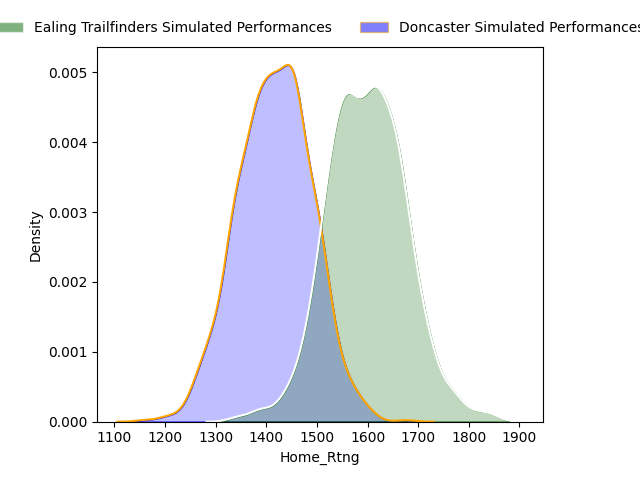 Ealing Trailfinders Simulated Performances Doncaster Simulated Performances
0.005
0.004
0.003
0.002
0.001
0.000
Density
1100 1200 1300 1400 1500 1600 1700 1800 1900
Home_Rtng